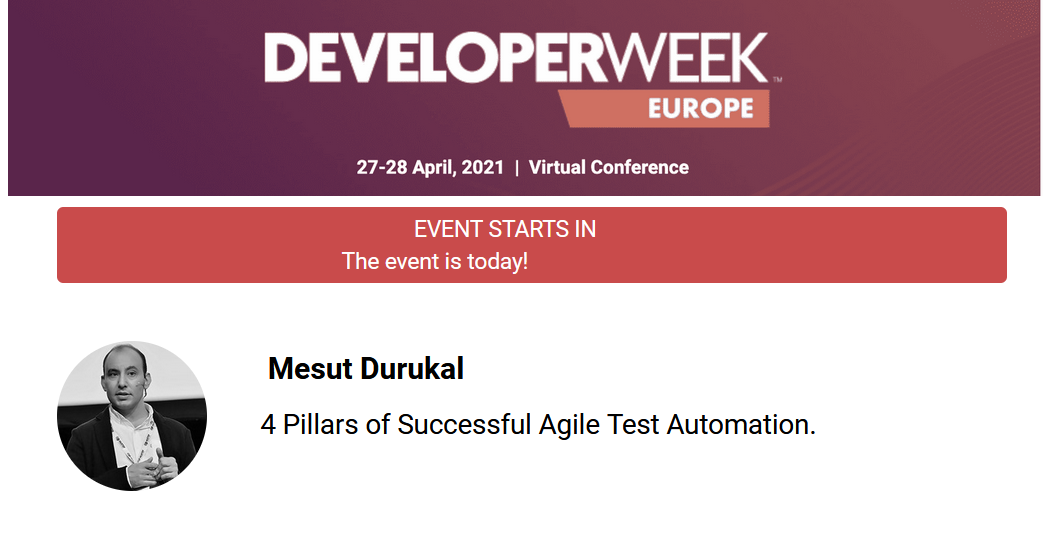 DEVELOPERWEEK™
EUROPE
27-28 April, 2021 | Virtual Conference
EVENT STARTS IN
The event is today!
Mesut Durukal
4 Pillars of Successful Agile Test Automation.